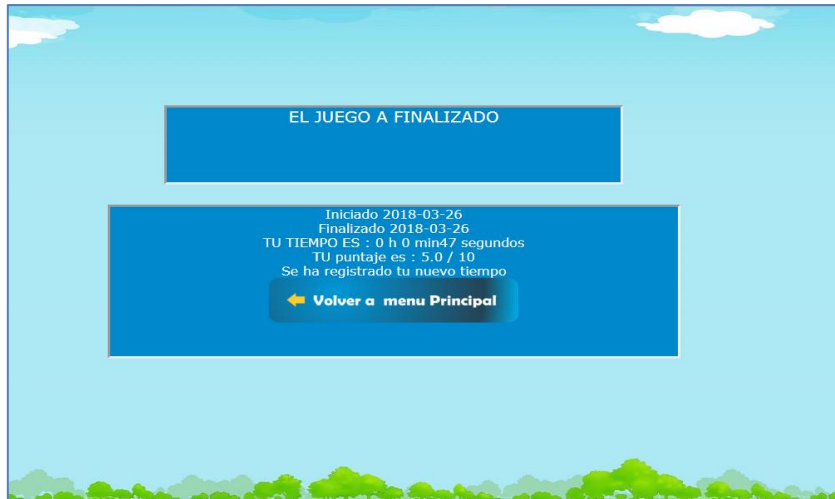 EL JUEGO A FINALIZADO
Iniciado 2018-03-26
Finalizado 2018-03-26
TU TIEMPO ES : 0 h 0 min47 segundos
TU puntaje es : 5.0 / 10
Se ha registrado tu nuevo tiempo
Volver a menu Principal